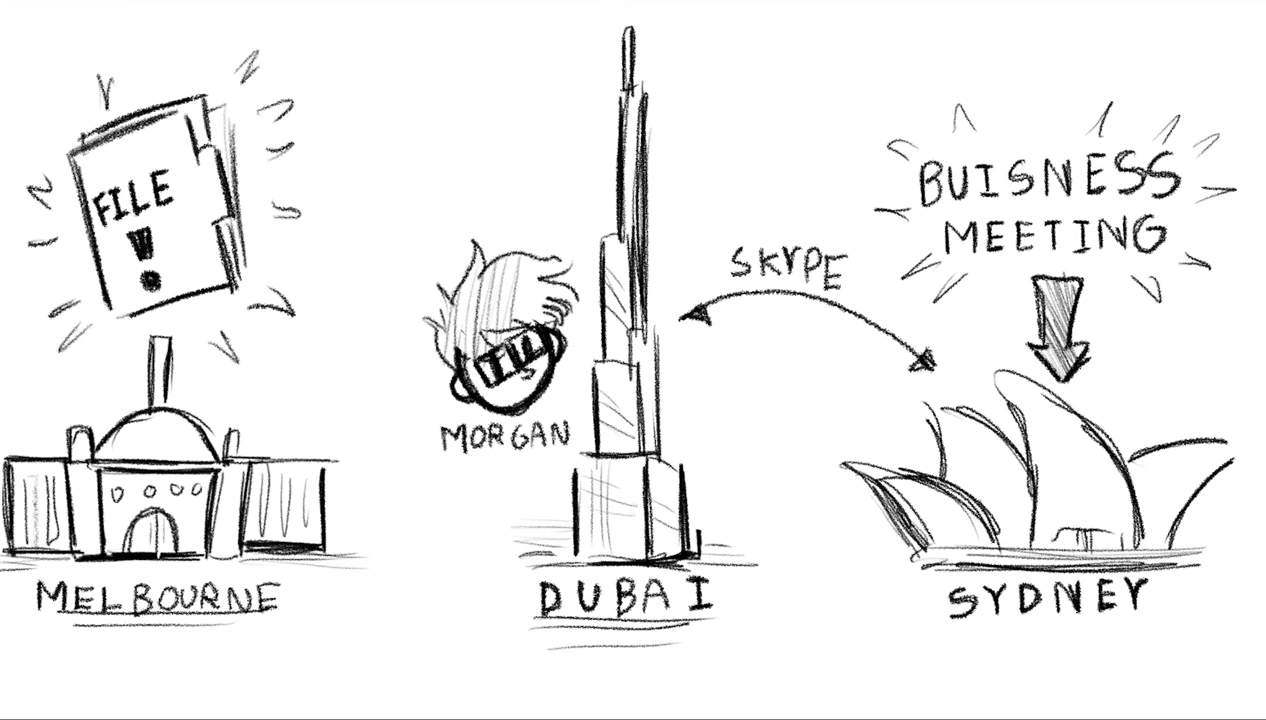 FILE
!
MELBOURNE
MORGAN
DUBAI
SKYPE
BUISNESS
MEETING
SYDNEY